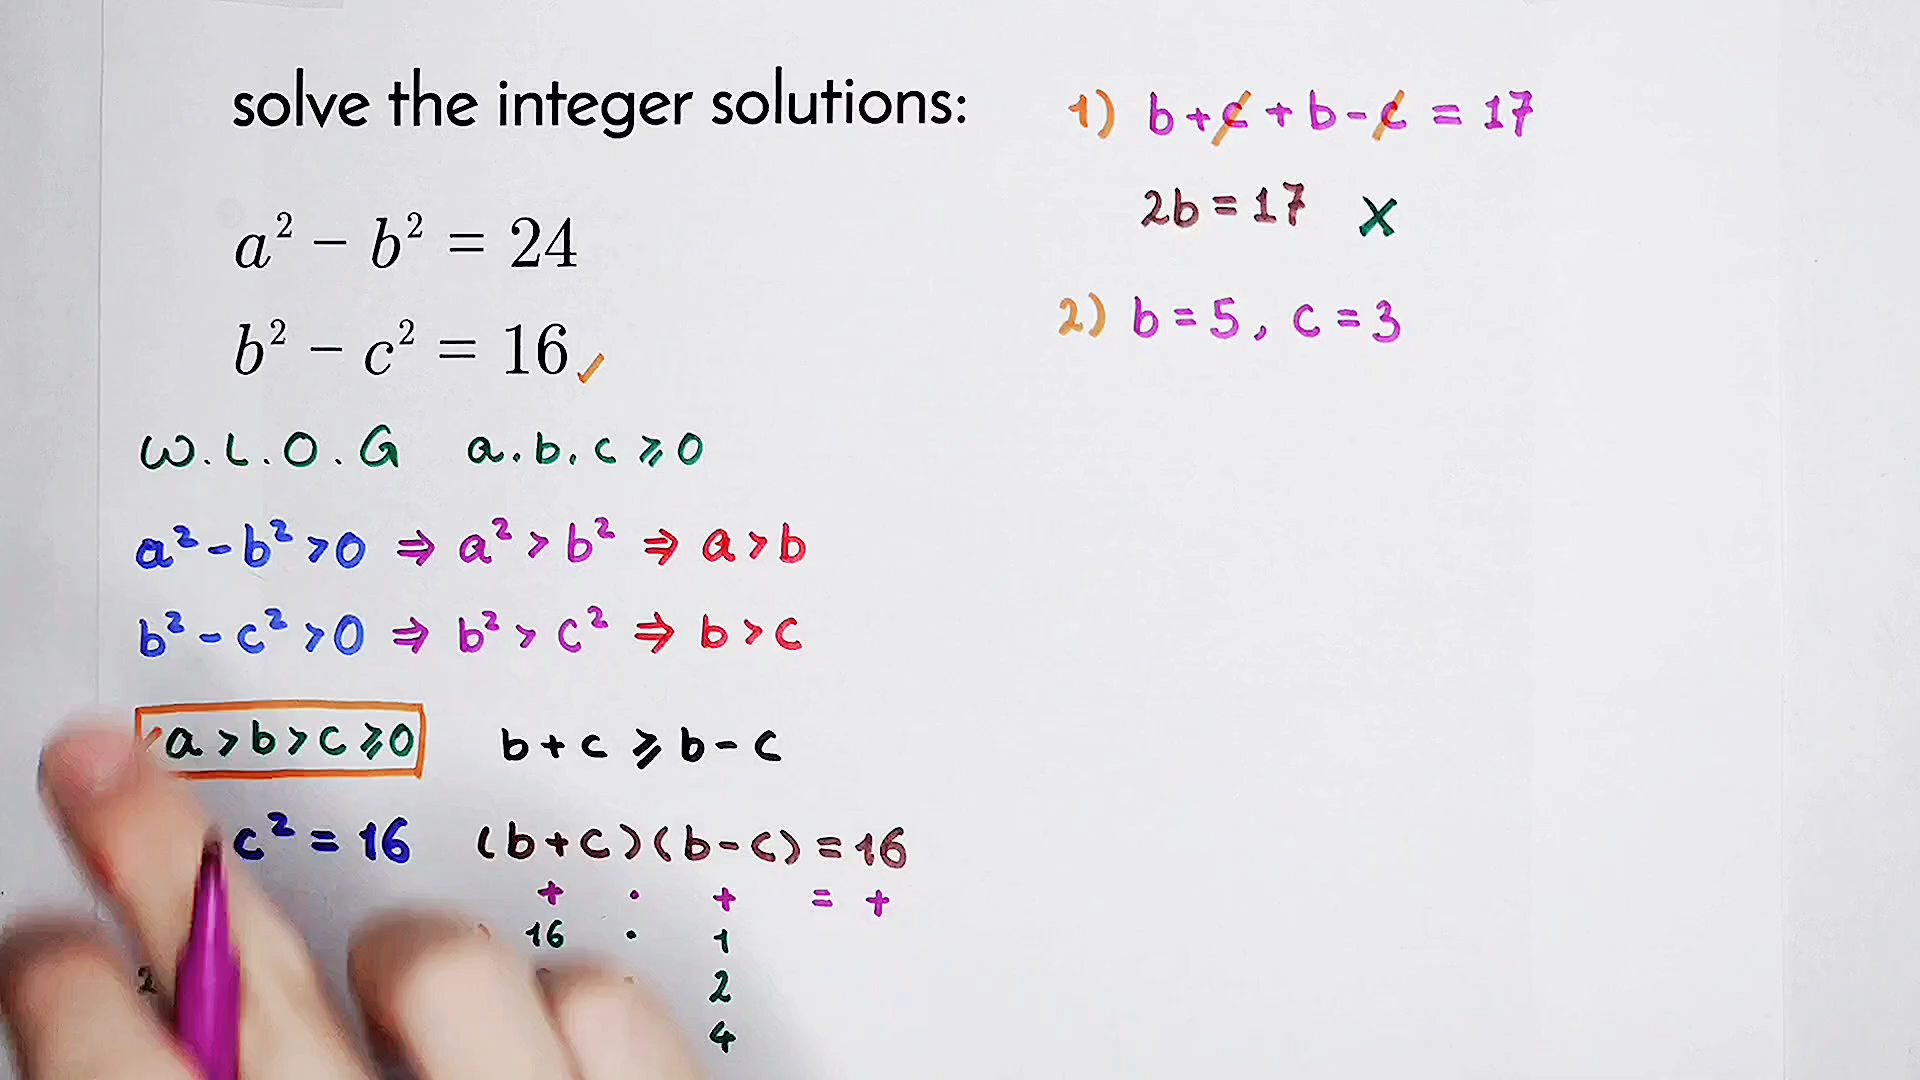 solve the integer solutions:
a² − b² = 24
b² − c² = 16 ✓
W.L.O.G a.b.c ⩾ 0
a² - b² > 0 ⇒ a² > b² ⇒ a > b
b² - c² > 0 ⇒ b² > c² ⇒ b > c
a > b > c ⩾ 0 b + c ⩾ b - c
c² = 16 (b + c)(b - c) = 16
+ · + = +
16 · 1
2
2
4
1) b + c + b - c = 17
2b = 17 X
2) b = 5, c = 3